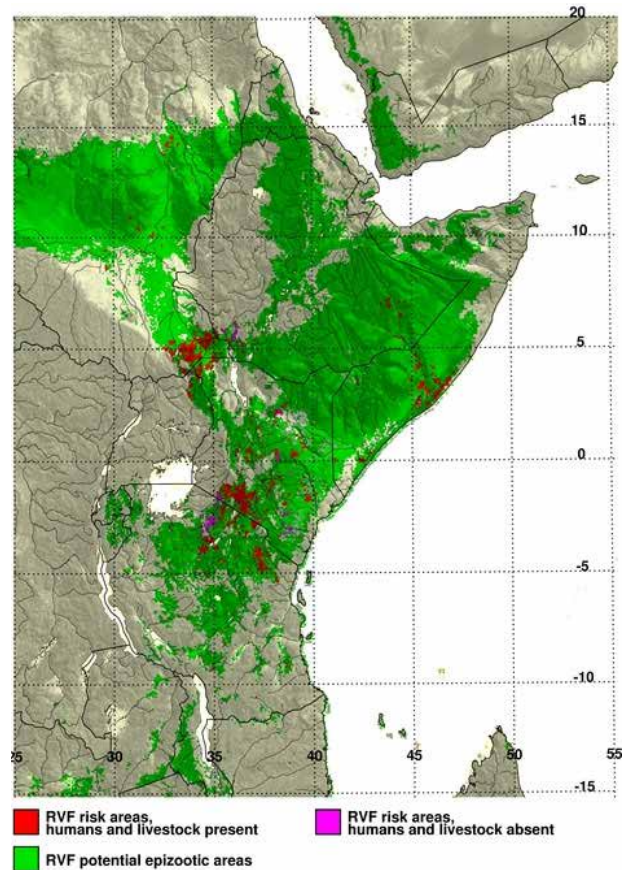 20
15
10
5
0
-5
-10
25 30 35 40 45 50 55
-15
RVF risk areas,
humans and livestock present
RVF risk areas,
humans and livestock absent
RVF potential epizootic areas